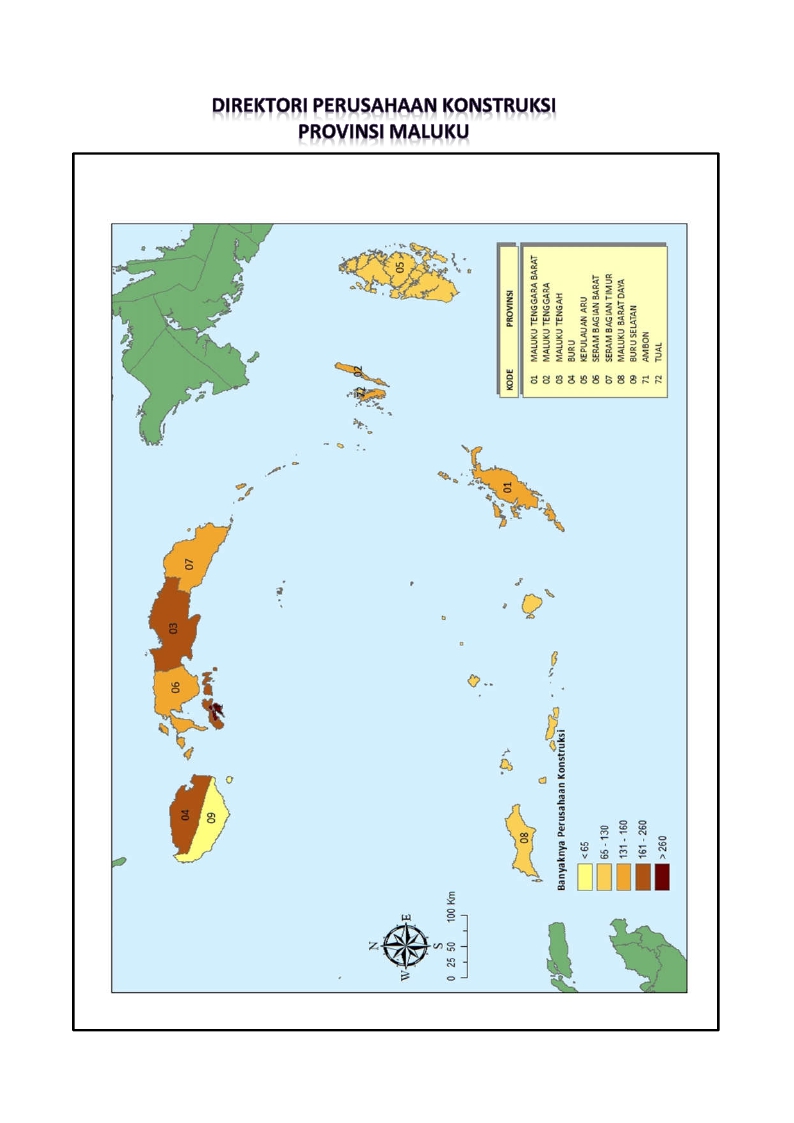 DIREKTORI PERUSAHAAN KONSTRUKSI
PROVINSI MALUKU
04
09
06
03
07
72
02
05
01
08
N
W
E
S
0 25 50 100 Km
Banyaknya Perusahaan Konstruksi
< 65
65 - 130
131 - 160
161 - 260
> 260
KODE PROVINSI
01 MALUKU TENGGARA BARAT
02 MALUKU TENGGARA
03 MALUKU TENGAH
04 BURU
05 KEPULAUAN ARU
06 SERAM BAGIAN BARAT
07 SERAM BAGIAN TIMUR
08 MALUKU BARAT DAYA
09 BURU SELATAN
71 AMBON
72 TUAL